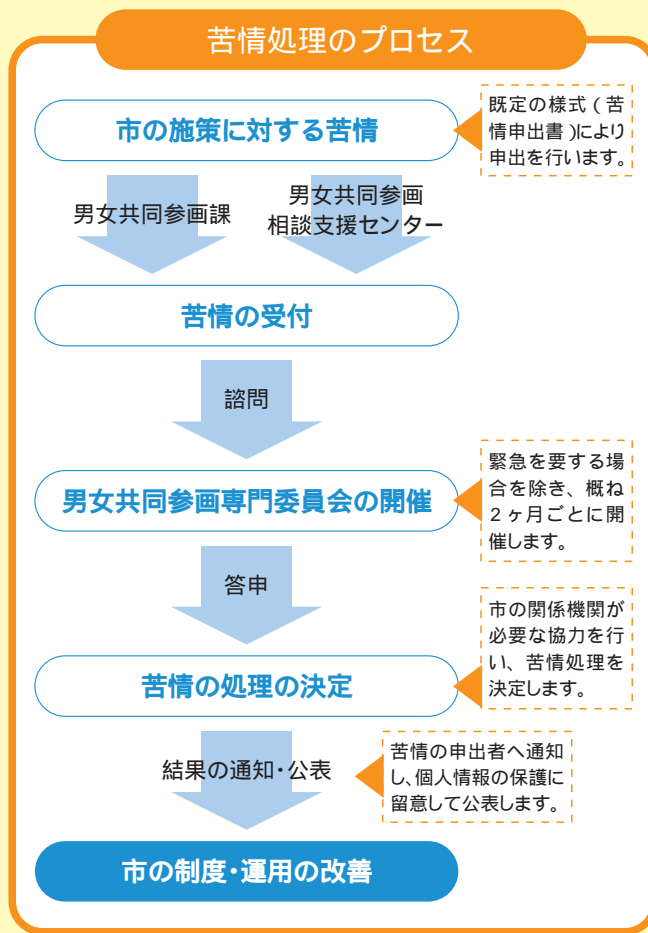 苦情処理のプロセス
市の施策に対する苦情
既定の様式(苦
情申出書)により
申出を行います。
男女共同参画課
男女共同参画
相談支援センター
苦情の受付
諮問
男女共同参画専門委員会の開催
緊急を要する場
合を除き、概ね
2ヶ月ごとに開
催します。
答申
市の関係機関が
必要な協力を行
い、苦情処理を
決定します。
苦情の処理の決定
結果の通知・公表
苦情の申出者へ通知
し、個人情報の保護に
留意して公表します。
市の制度・運用の改善